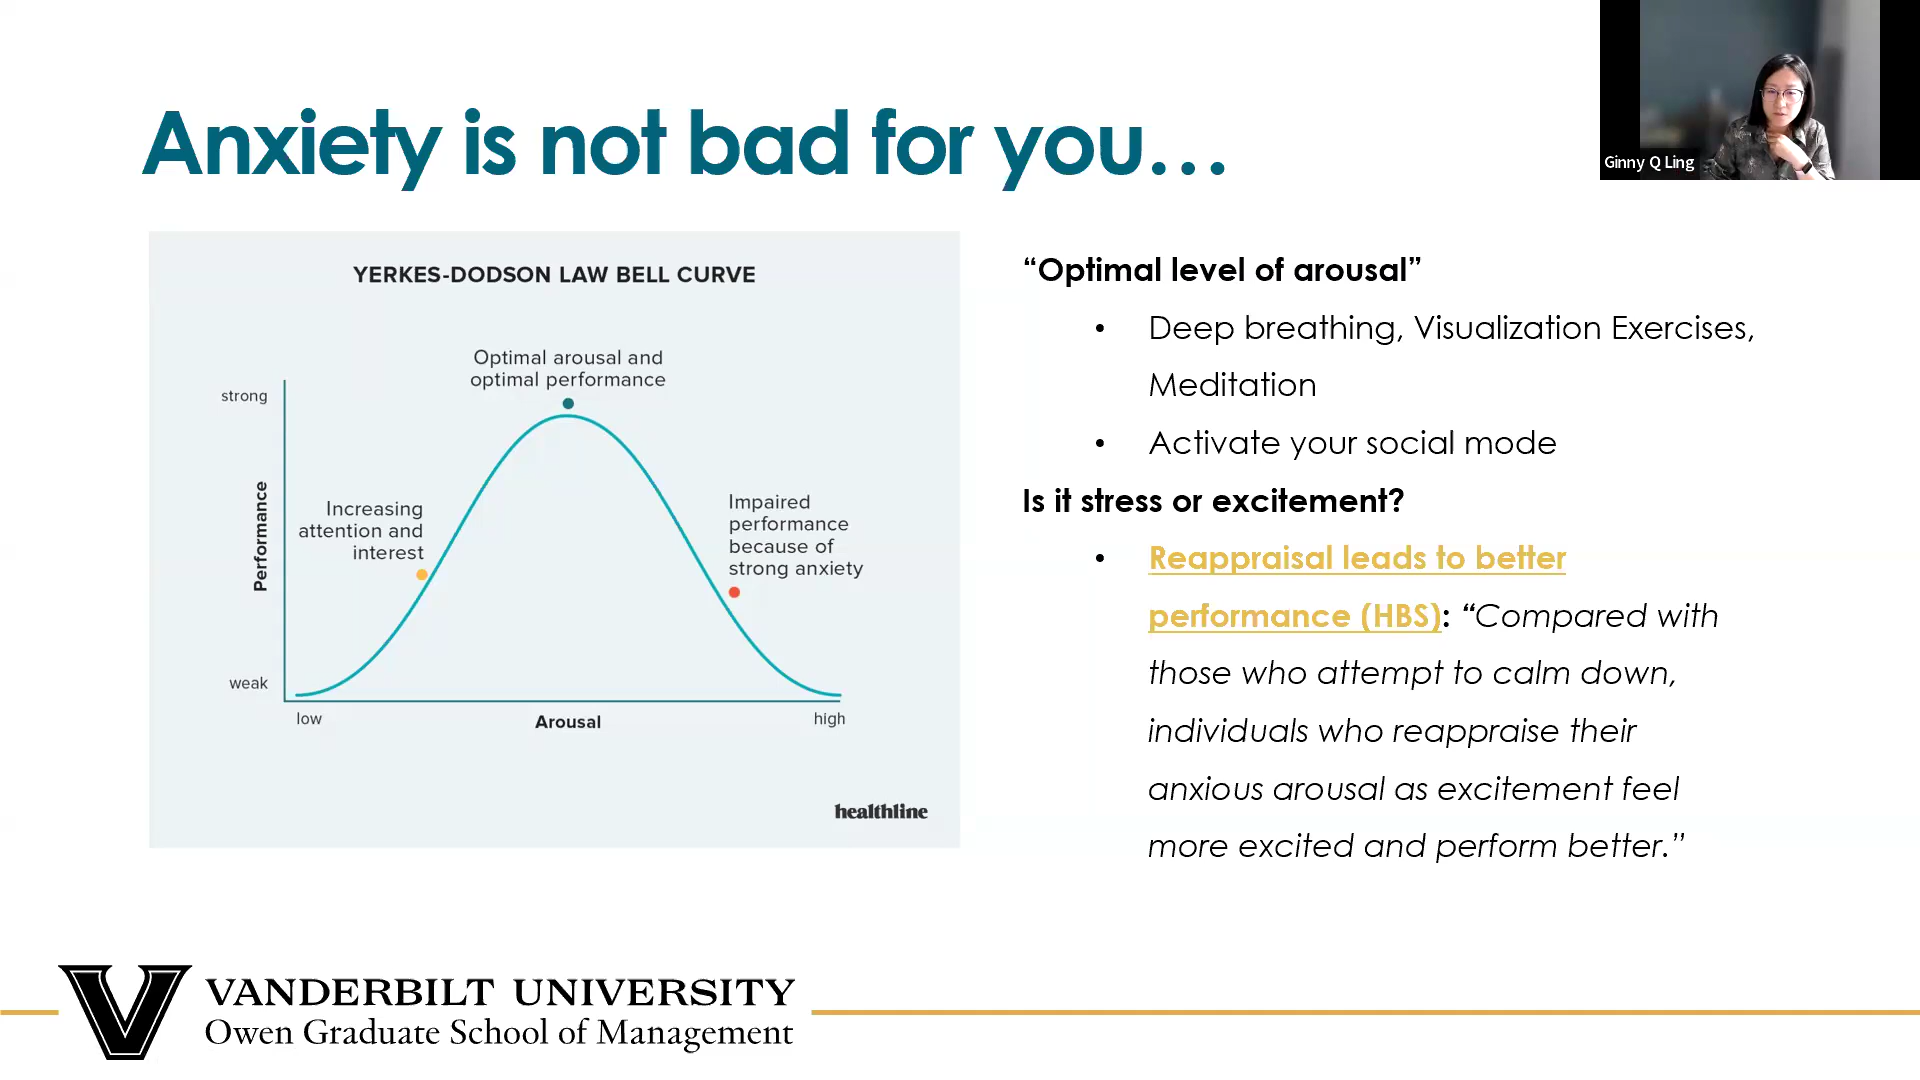 Anxiety is not bad for you…
Ginny Q Ling
YERKES-DODSON LAW BELL CURVE
Optimal arousal and
optimal performance
strong
Increasing
attention and
interest
Impaired
performance
because of
strong anxiety
Performance
weak
low
Arousal
high
healthline
“Optimal level of arousal”
• Deep breathing, Visualization Exercises,
Meditation
• Activate your social mode
Is it stress or excitement?
• Reappraisal leads to better
performance (HBS): “Compared with
those who attempt to calm down,
individuals who reappraise their
anxious arousal as excitement feel
more excited and perform better.”
V
VANDERBILT UNIVERSITY
Owen Graduate School of Management